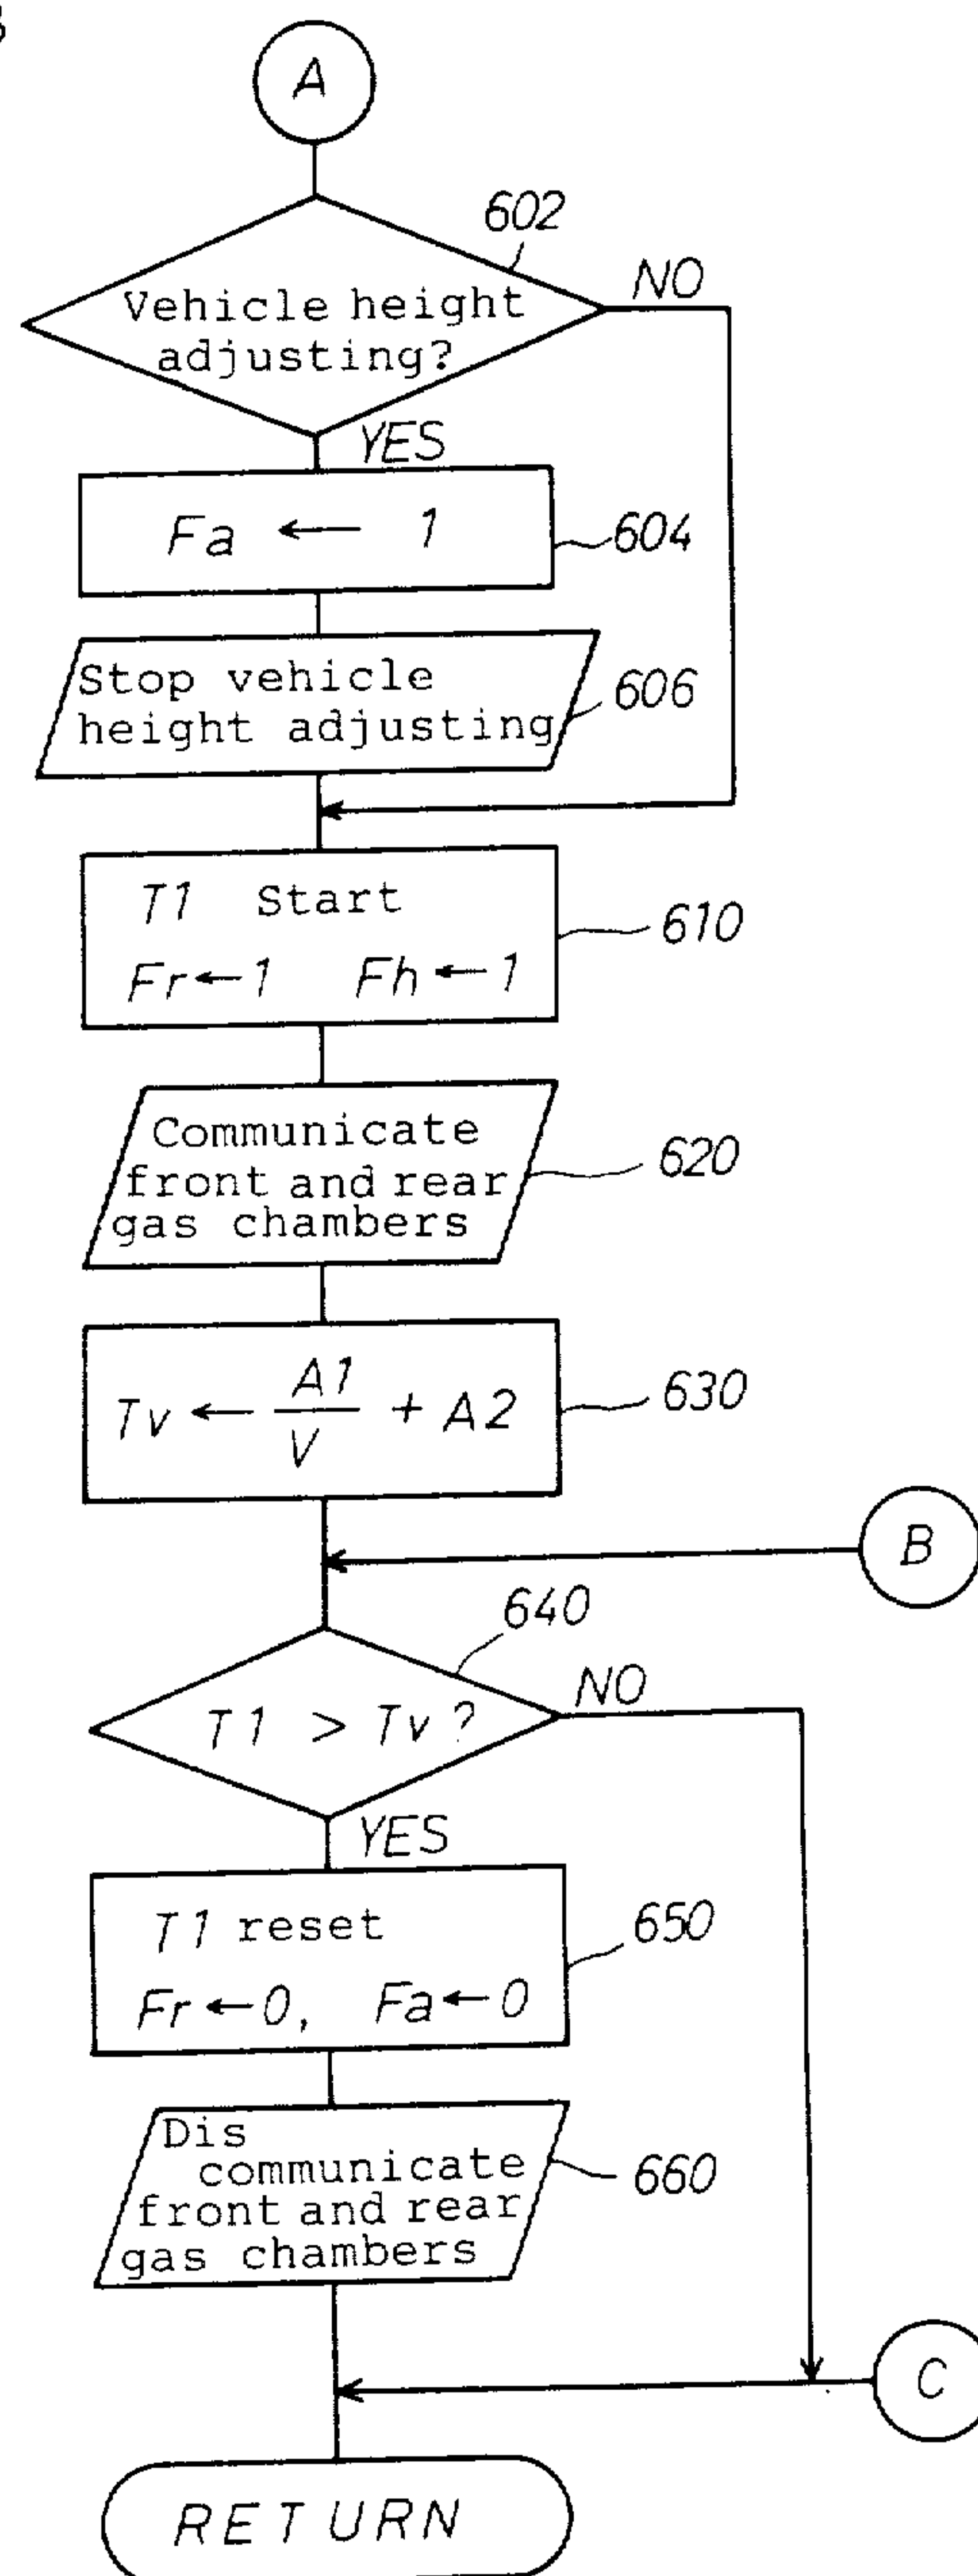 A
602
Vehicle height
adjusting?
NO
YES
Fa ← 1
604
Stop vehicle
height adjusting
606
T1 Start
Fr←1 Fh←1
610
Communicate
front and rear
gas chambers
620
Tv ← A1/V + A2
630
B
640
T1 > Tv?
NO
YES
T1 reset
Fr←0, Fa←0
650
Dis
communicate
front and rear
gas chambers
660
C
RETURN